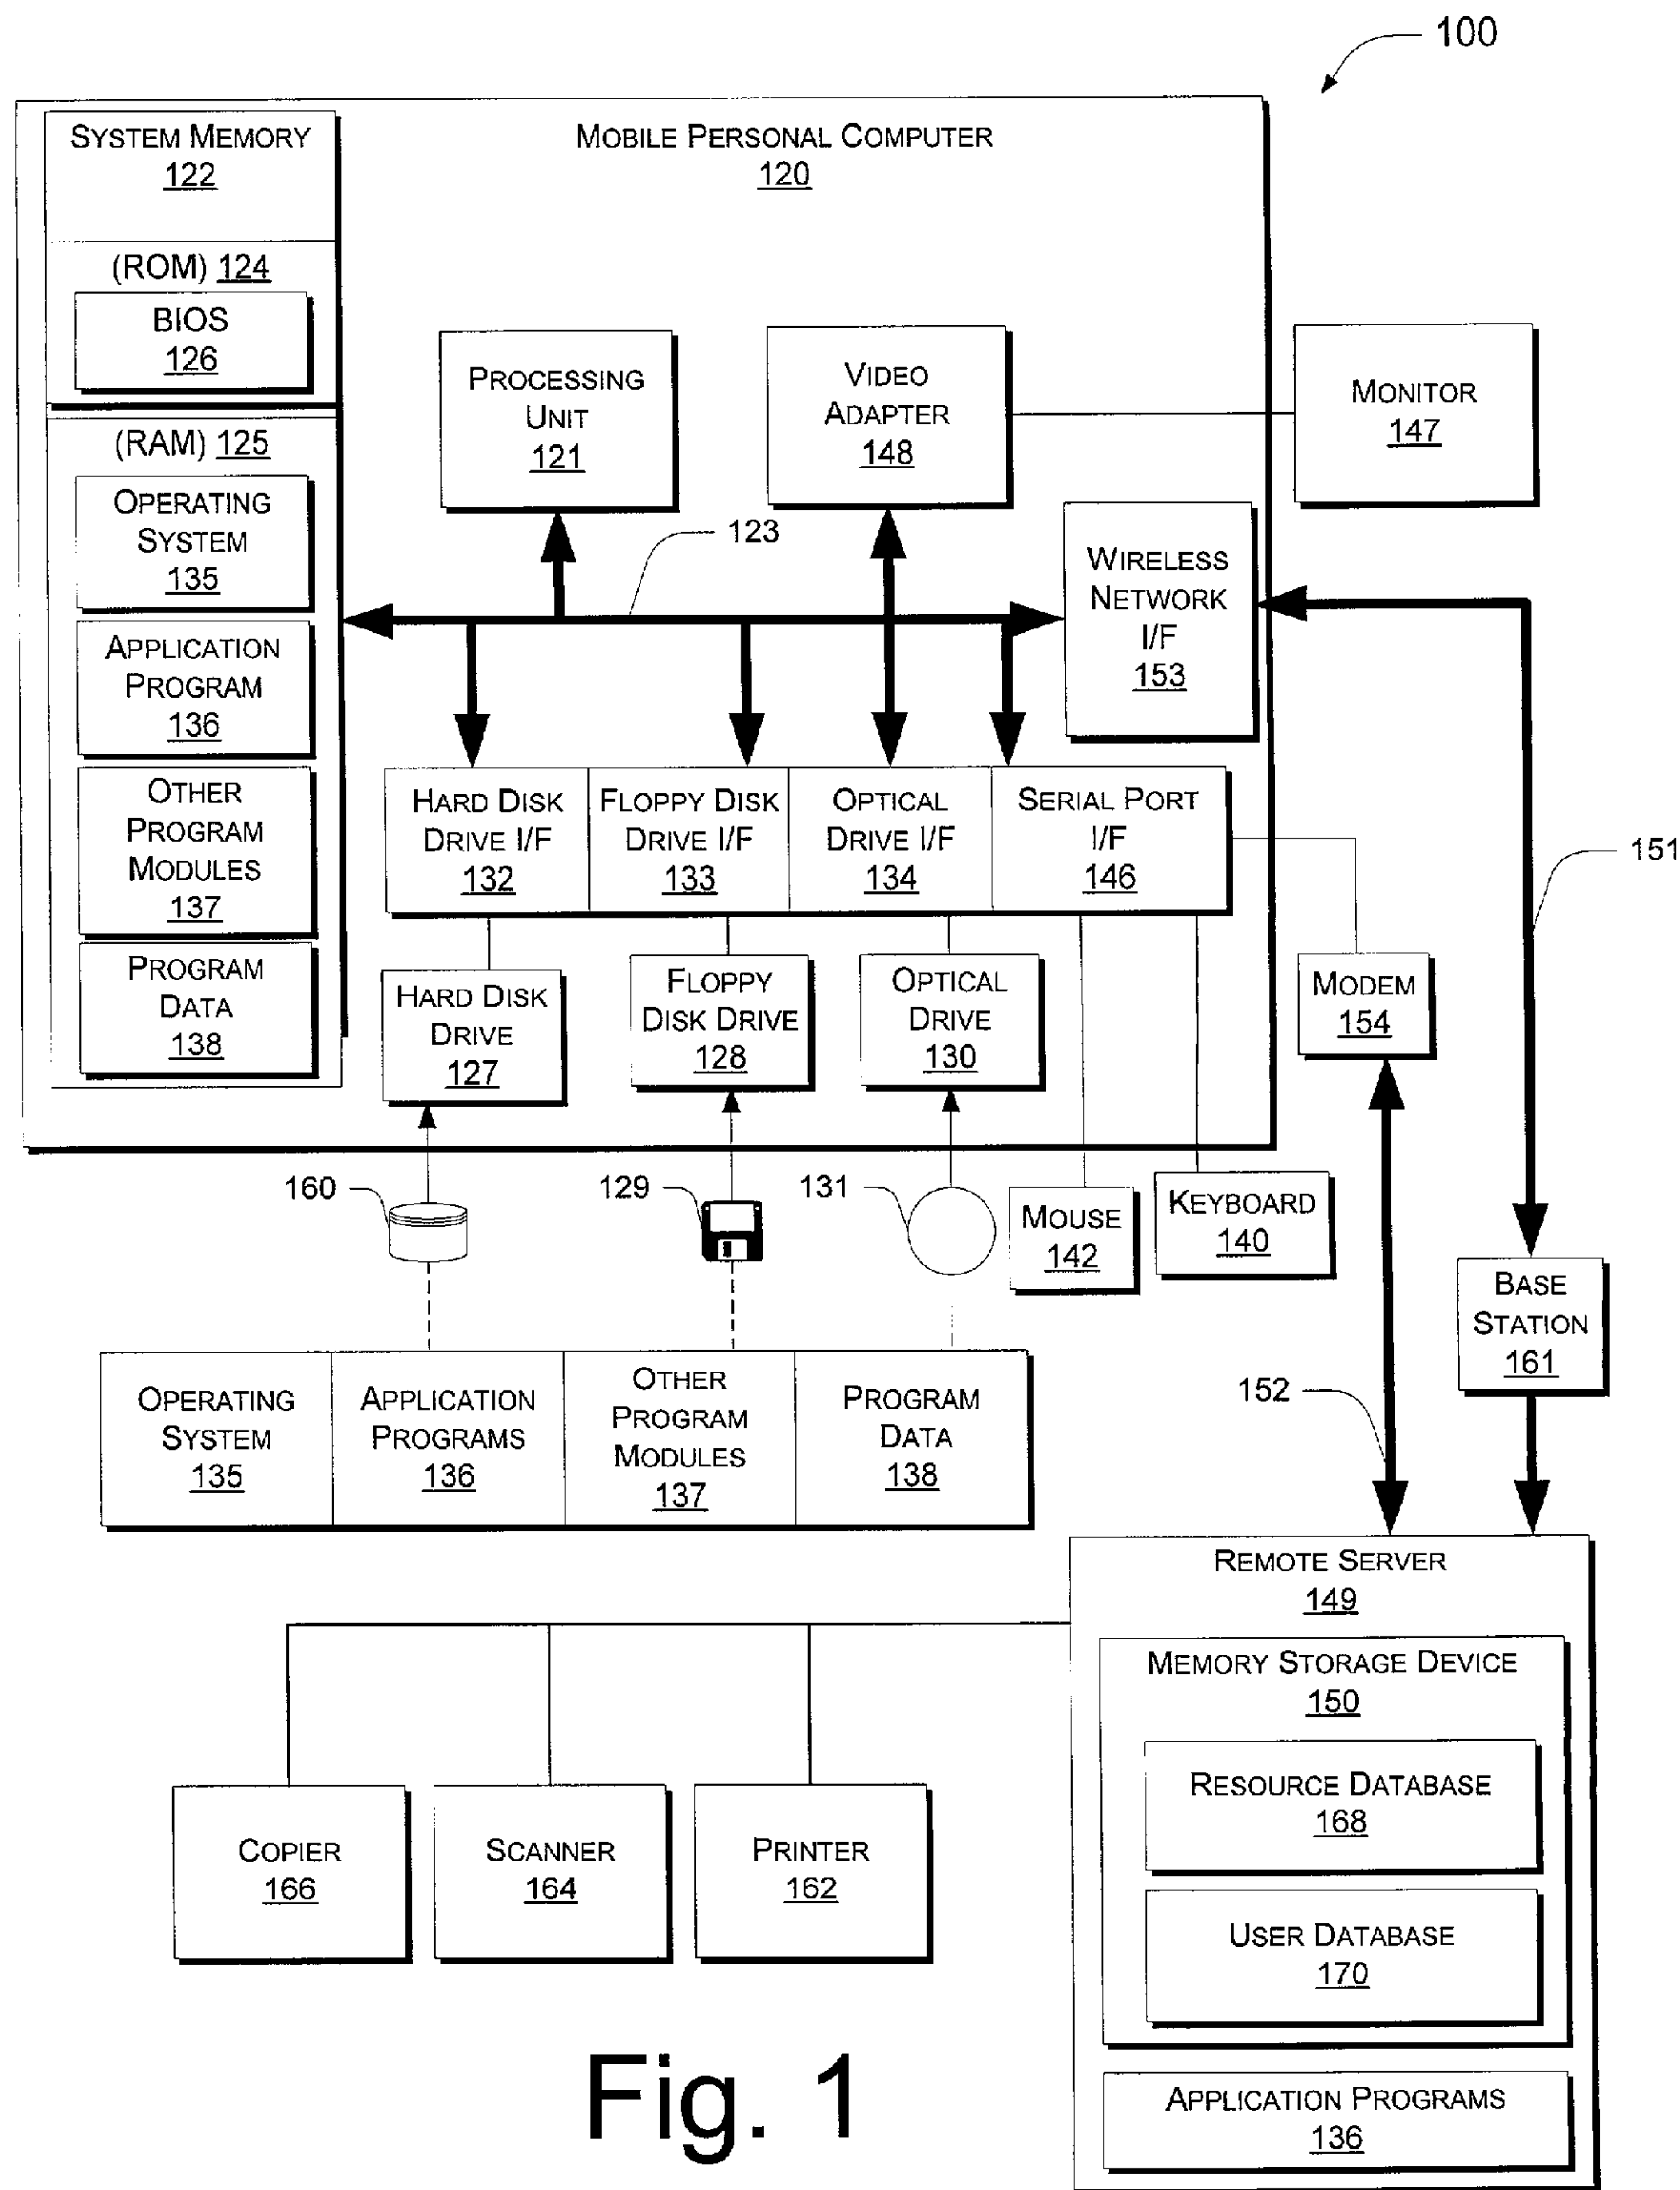 100
SYSTEM MEMORY
122
MOBILE PERSONAL COMPUTER
120
(ROM) 124
BIOS
126
(RAM) 125
OPERATING
SYSTEM
135
APPLICATION
PROGRAM
136
OTHER
PROGRAM
MODULES
137
PROGRAM
DATA
138
PROCESSING
UNIT
121
VIDEO
ADAPTER
148
MONITOR
147
123
WIRELESS
NETWORK
I/F
153
HARD DISK
DRIVE I/F
132
FLOPPY DISK
DRIVE I/F
133
OPTICAL
DRIVE I/F
134
SERIAL PORT
I/F
146
151
HARD DISK
DRIVE
127
FLOPPY
DISK DRIVE
128
OPTICAL
DRIVE
130
MODEM
154
160
129
131
MOUSE
142
KEYBOARD
140
BASE
STATION
161
152
OPERATING
SYSTEM
135
APPLICATION
PROGRAMS
136
OTHER
PROGRAM
MODULES
137
PROGRAM
DATA
138
REMOTE SERVER
149
MEMORY STORAGE DEVICE
150
RESOURCE DATABASE
168
USER DATABASE
170
APPLICATION PROGRAMS
136
COPIER
166
SCANNER
164
PRINTER
162
Fig. 1